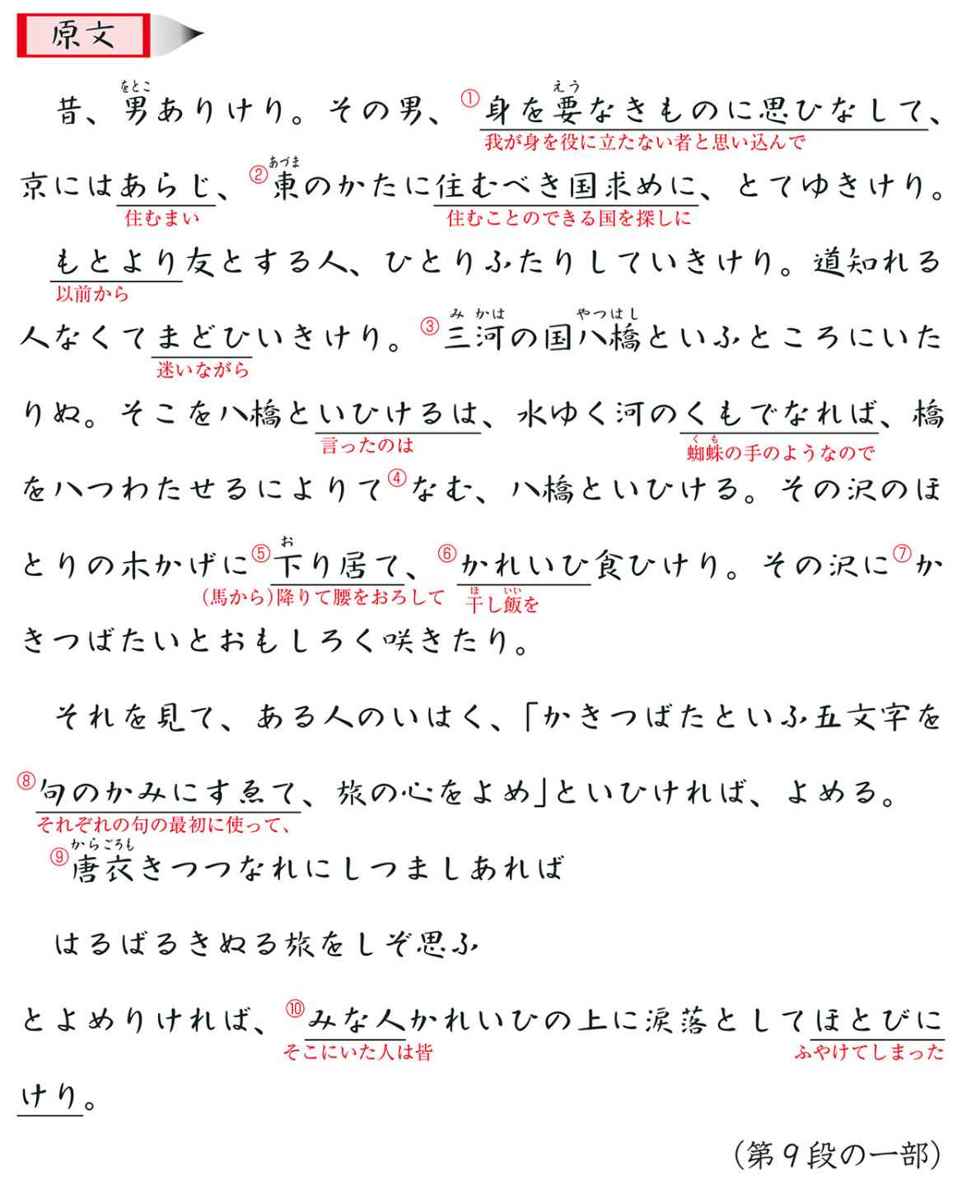 原文
をとこ えう
昔、男ありけり。その男、①身を要なきものに思ひなして、
我が身を役に立たない者と思い込んで
あづま
京にはあらじ、②東のかたに住むべき国求めに、とてゆきけり。
住むまい 住むことのできる国を探しに
もとより友とする人、ひとりふたりしていきけり。道知れる
以前から
みかは やつはし
人なくてまどひいきけり。③三河の国八橋といふところにいた
迷いながら
りぬ。そこを八橋といひけるは、水ゆく河のくもでなれば、橋
言ったのは 蜘蛛の手のようなので
くも
を八つわたせるによりて④なむ、八橋といひける。その沢のほ
お
とりの木かげに⑤下り居て、⑥かれいひ食ひけり。その沢に⑦か
(馬から)降りて腰をおろして 干し飯を
ほ いい
きつばたいとおもしろく咲きたり。
それを見て、ある人のいはく、「かきつばたといふ五文字を
⑧句のかみにすゑて、旅の心をよめ」といひければ、よめる。
それぞれの句の最初に使って、
からごろも
⑨唐衣きつつなれにしつましあれば
はるばるきぬる旅をしぞ思ふ
とよめりければ、⑩みな人かれいひの上に涙落としてほとびに
そこにいた人は皆 ふやけてしまった
けり。
(第9段の一部)